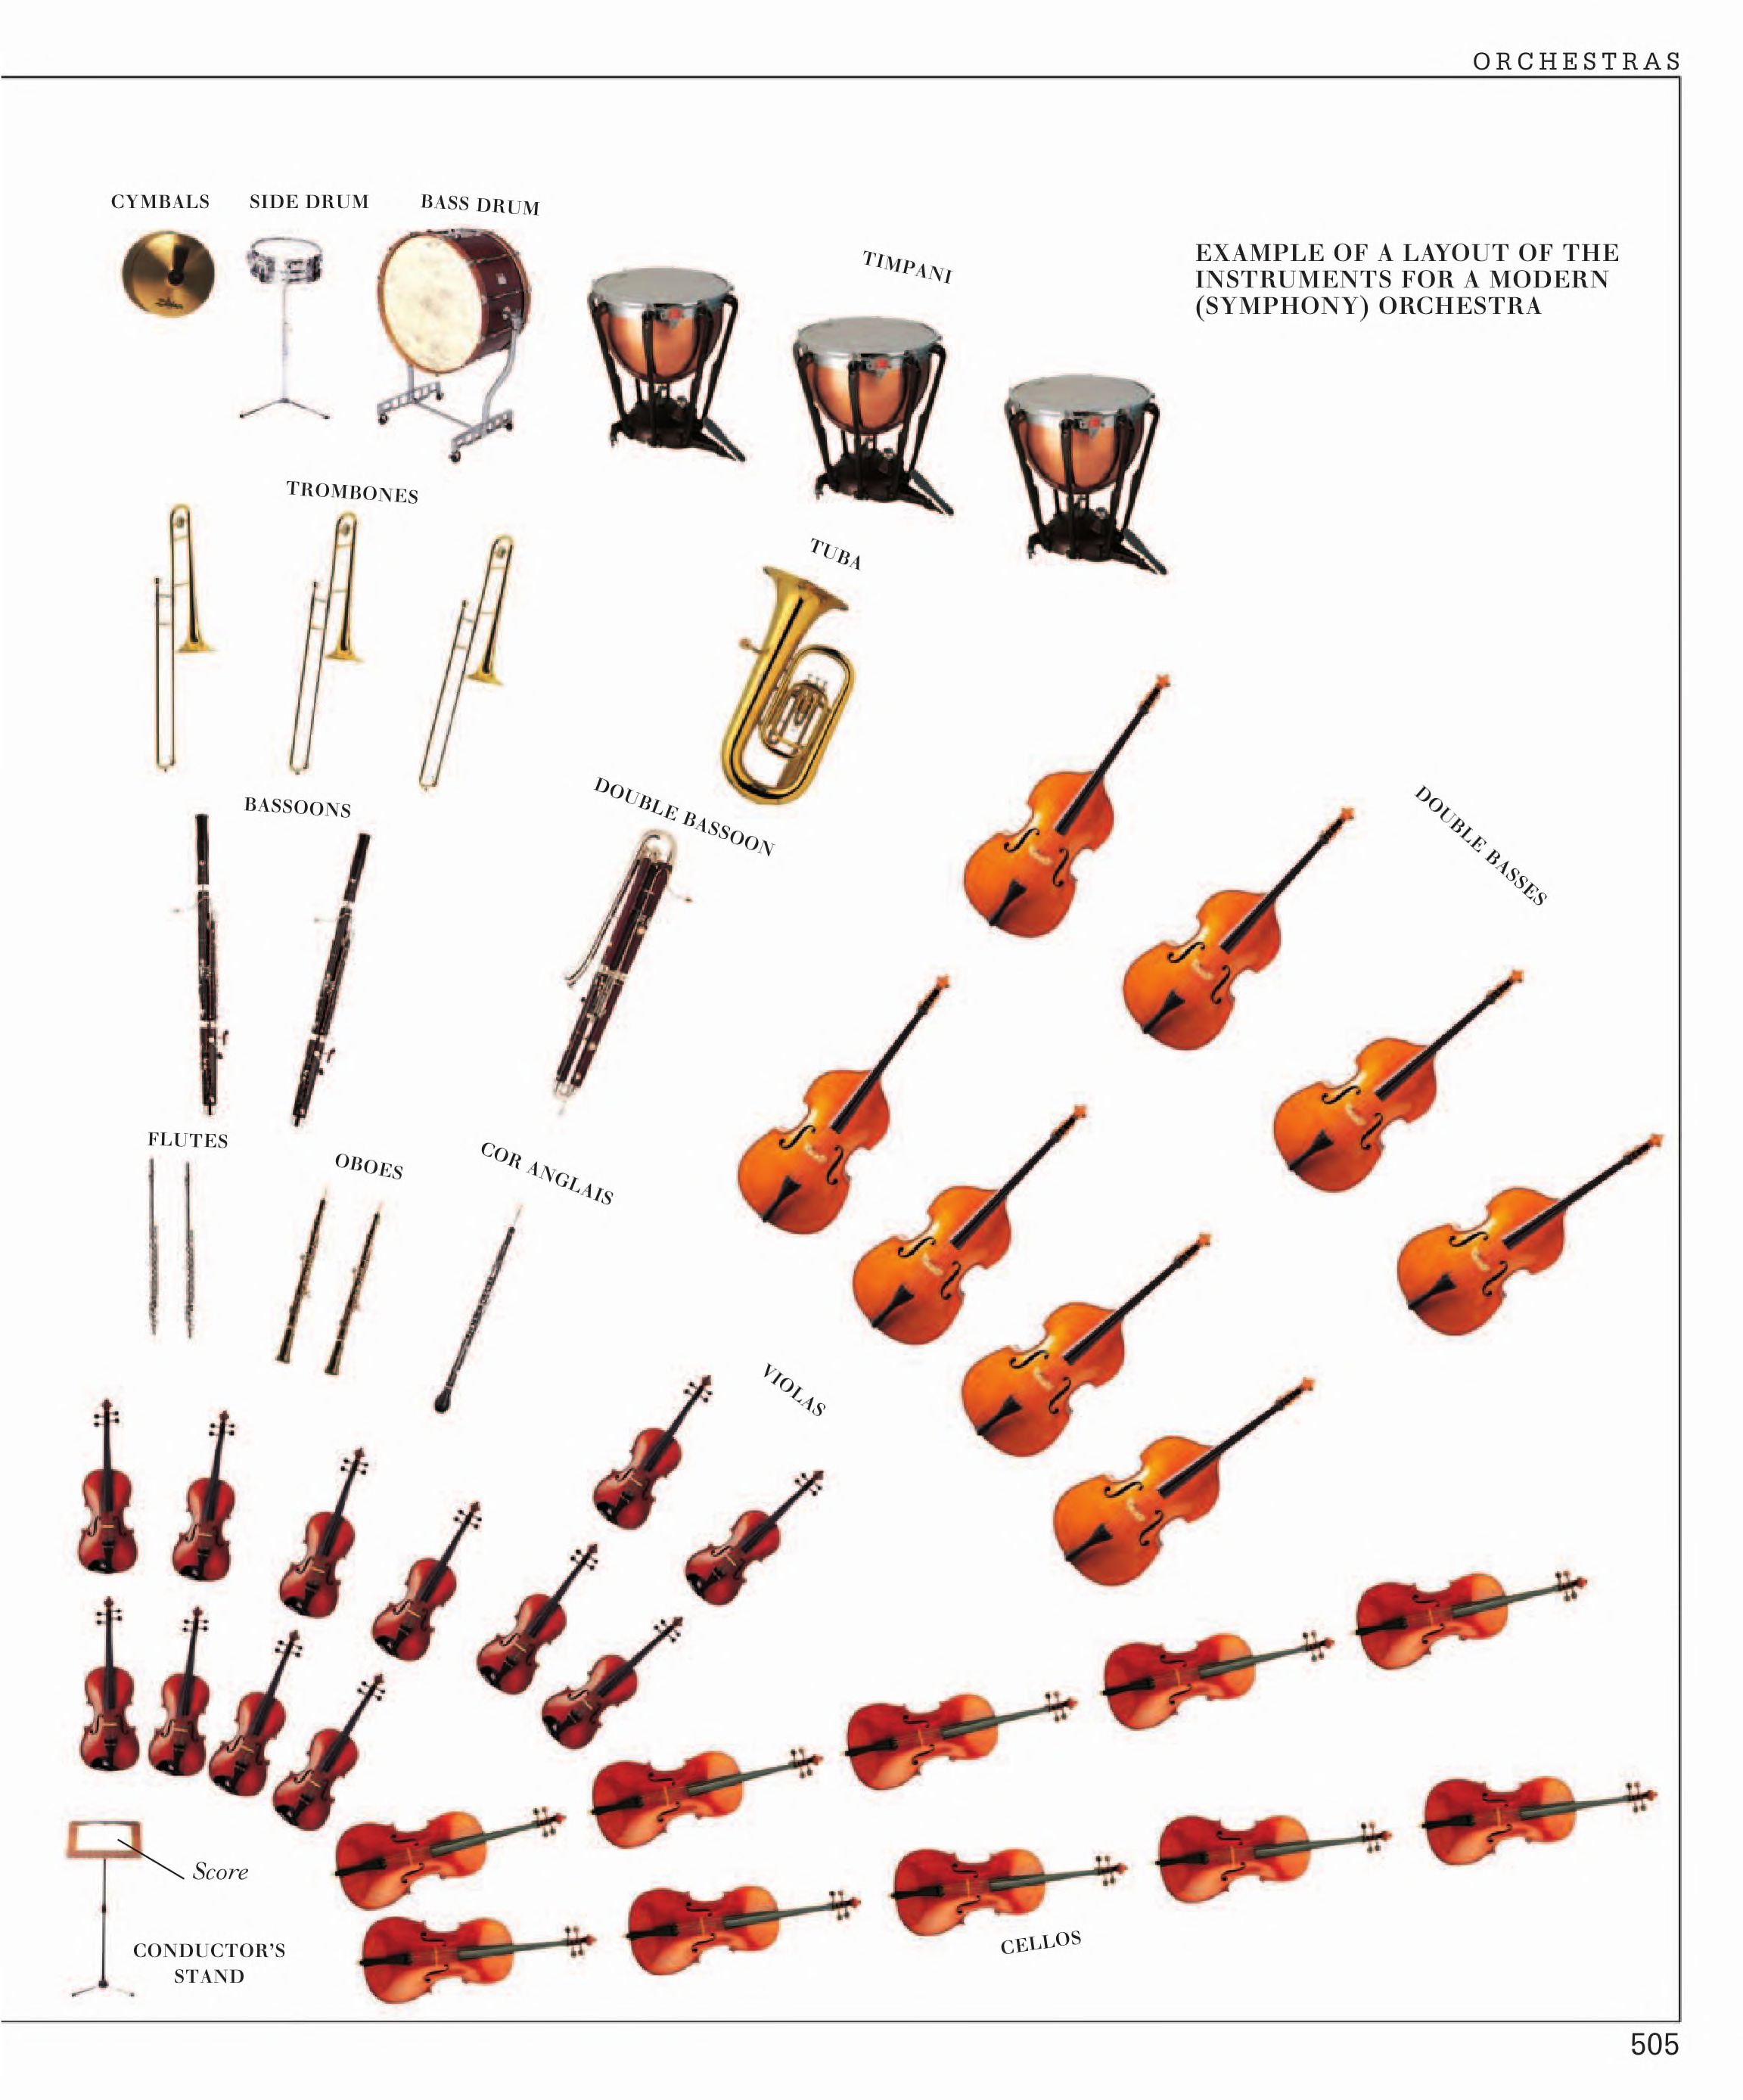 ORCHESTRAS
CYMBALS
SIDE DRUM
BASS DRUM
TIMPANI
EXAMPLE OF A LAYOUT OF THE
INSTRUMENTS FOR A MODERN
(SYMPHONY) ORCHESTRA
TROMBONES
TUBA
BASSOONS
DOUBLE BASSOON
DOUBLE BASSES
FLUTES
OBOES
COR ANGLAIS
VIOLAS
Score
CONDUCTOR’S
STAND
CELLOS
505